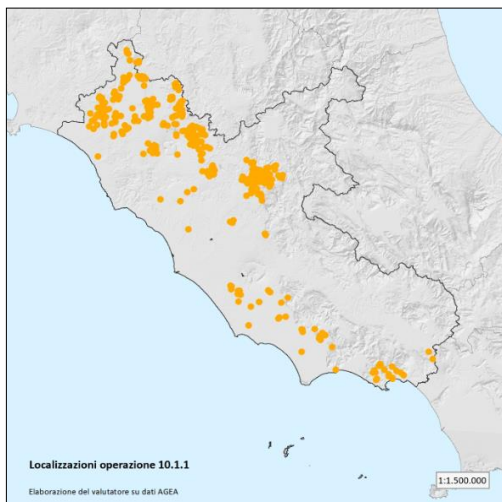 Localizzazioni operazione 10.1.1
1:1.500.000
Elaborazione del valutatore su dati AGEA